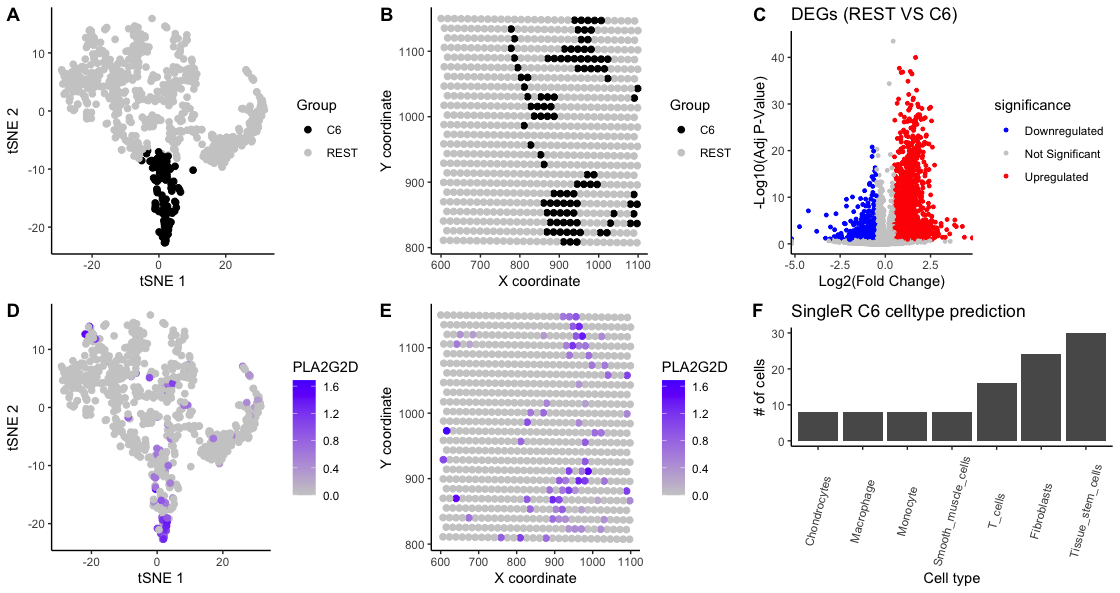 A
tSNE 2
10
0
-10
-20
-20
0
20
tSNE 1
Group
C6
REST
B
Y coordinate
1100
1000
900
800
600
700
800
900
1000
1100
X coordinate
Group
C6
REST
C
DEGs (REST VS C6)
-Log10(Adj P-Value)
40
30
20
10
0
-5.0
-2.5
0.0
2.5
Log2(Fold Change)
significance
Downregulated
Not Significant
Upregulated
D
tSNE 2
10
0
-10
-20
-20
0
20
tSNE 1
PLA2G2D
1.6
1.2
0.8
0.4
0.0
E
Y coordinate
1100
1000
900
800
600
700
800
900
1000
1100
X coordinate
PLA2G2D
1.6
1.2
0.8
0.4
0.0
F
SingleR C6 celltype prediction
# of cells
30
20
10
0
Chondrocytes
Macrophage
Monocyte
Smooth_muscle_cells
T_cells
Fibroblasts
Tissue_stem_cells
Cell type